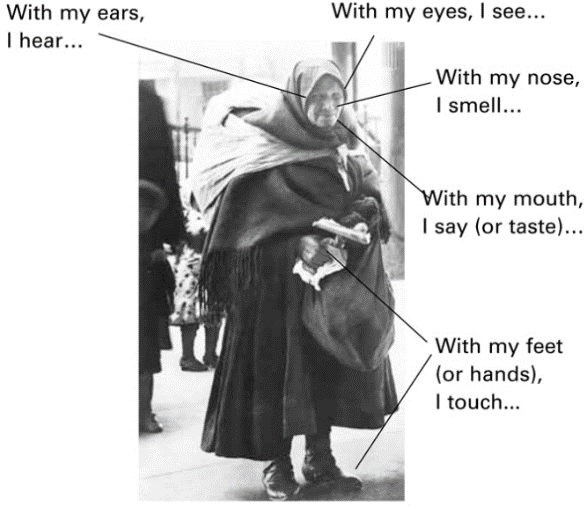 With my ears,
I hear...
With my eyes, I see...
With my nose,
I smell...
With my mouth,
I say (or taste)...
With my feet
(or hands),
I touch...